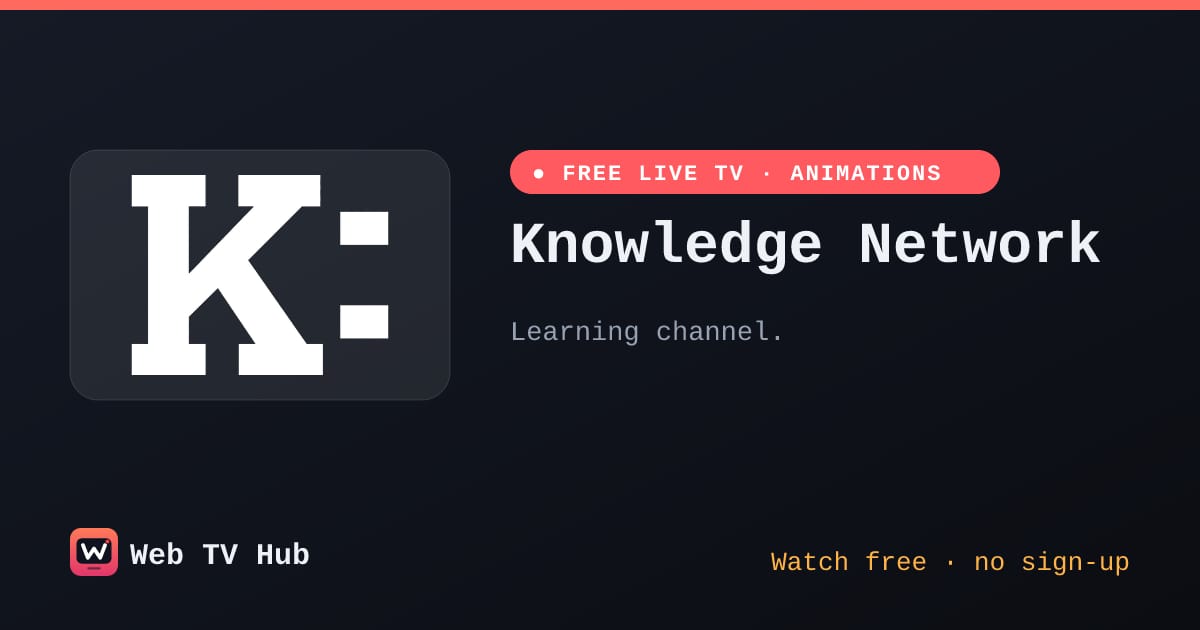 K:
● FREE LIVE TV · ANIMATIONS
Knowledge Network
Learning channel.
W
Web TV Hub
Watch free · no sign-up